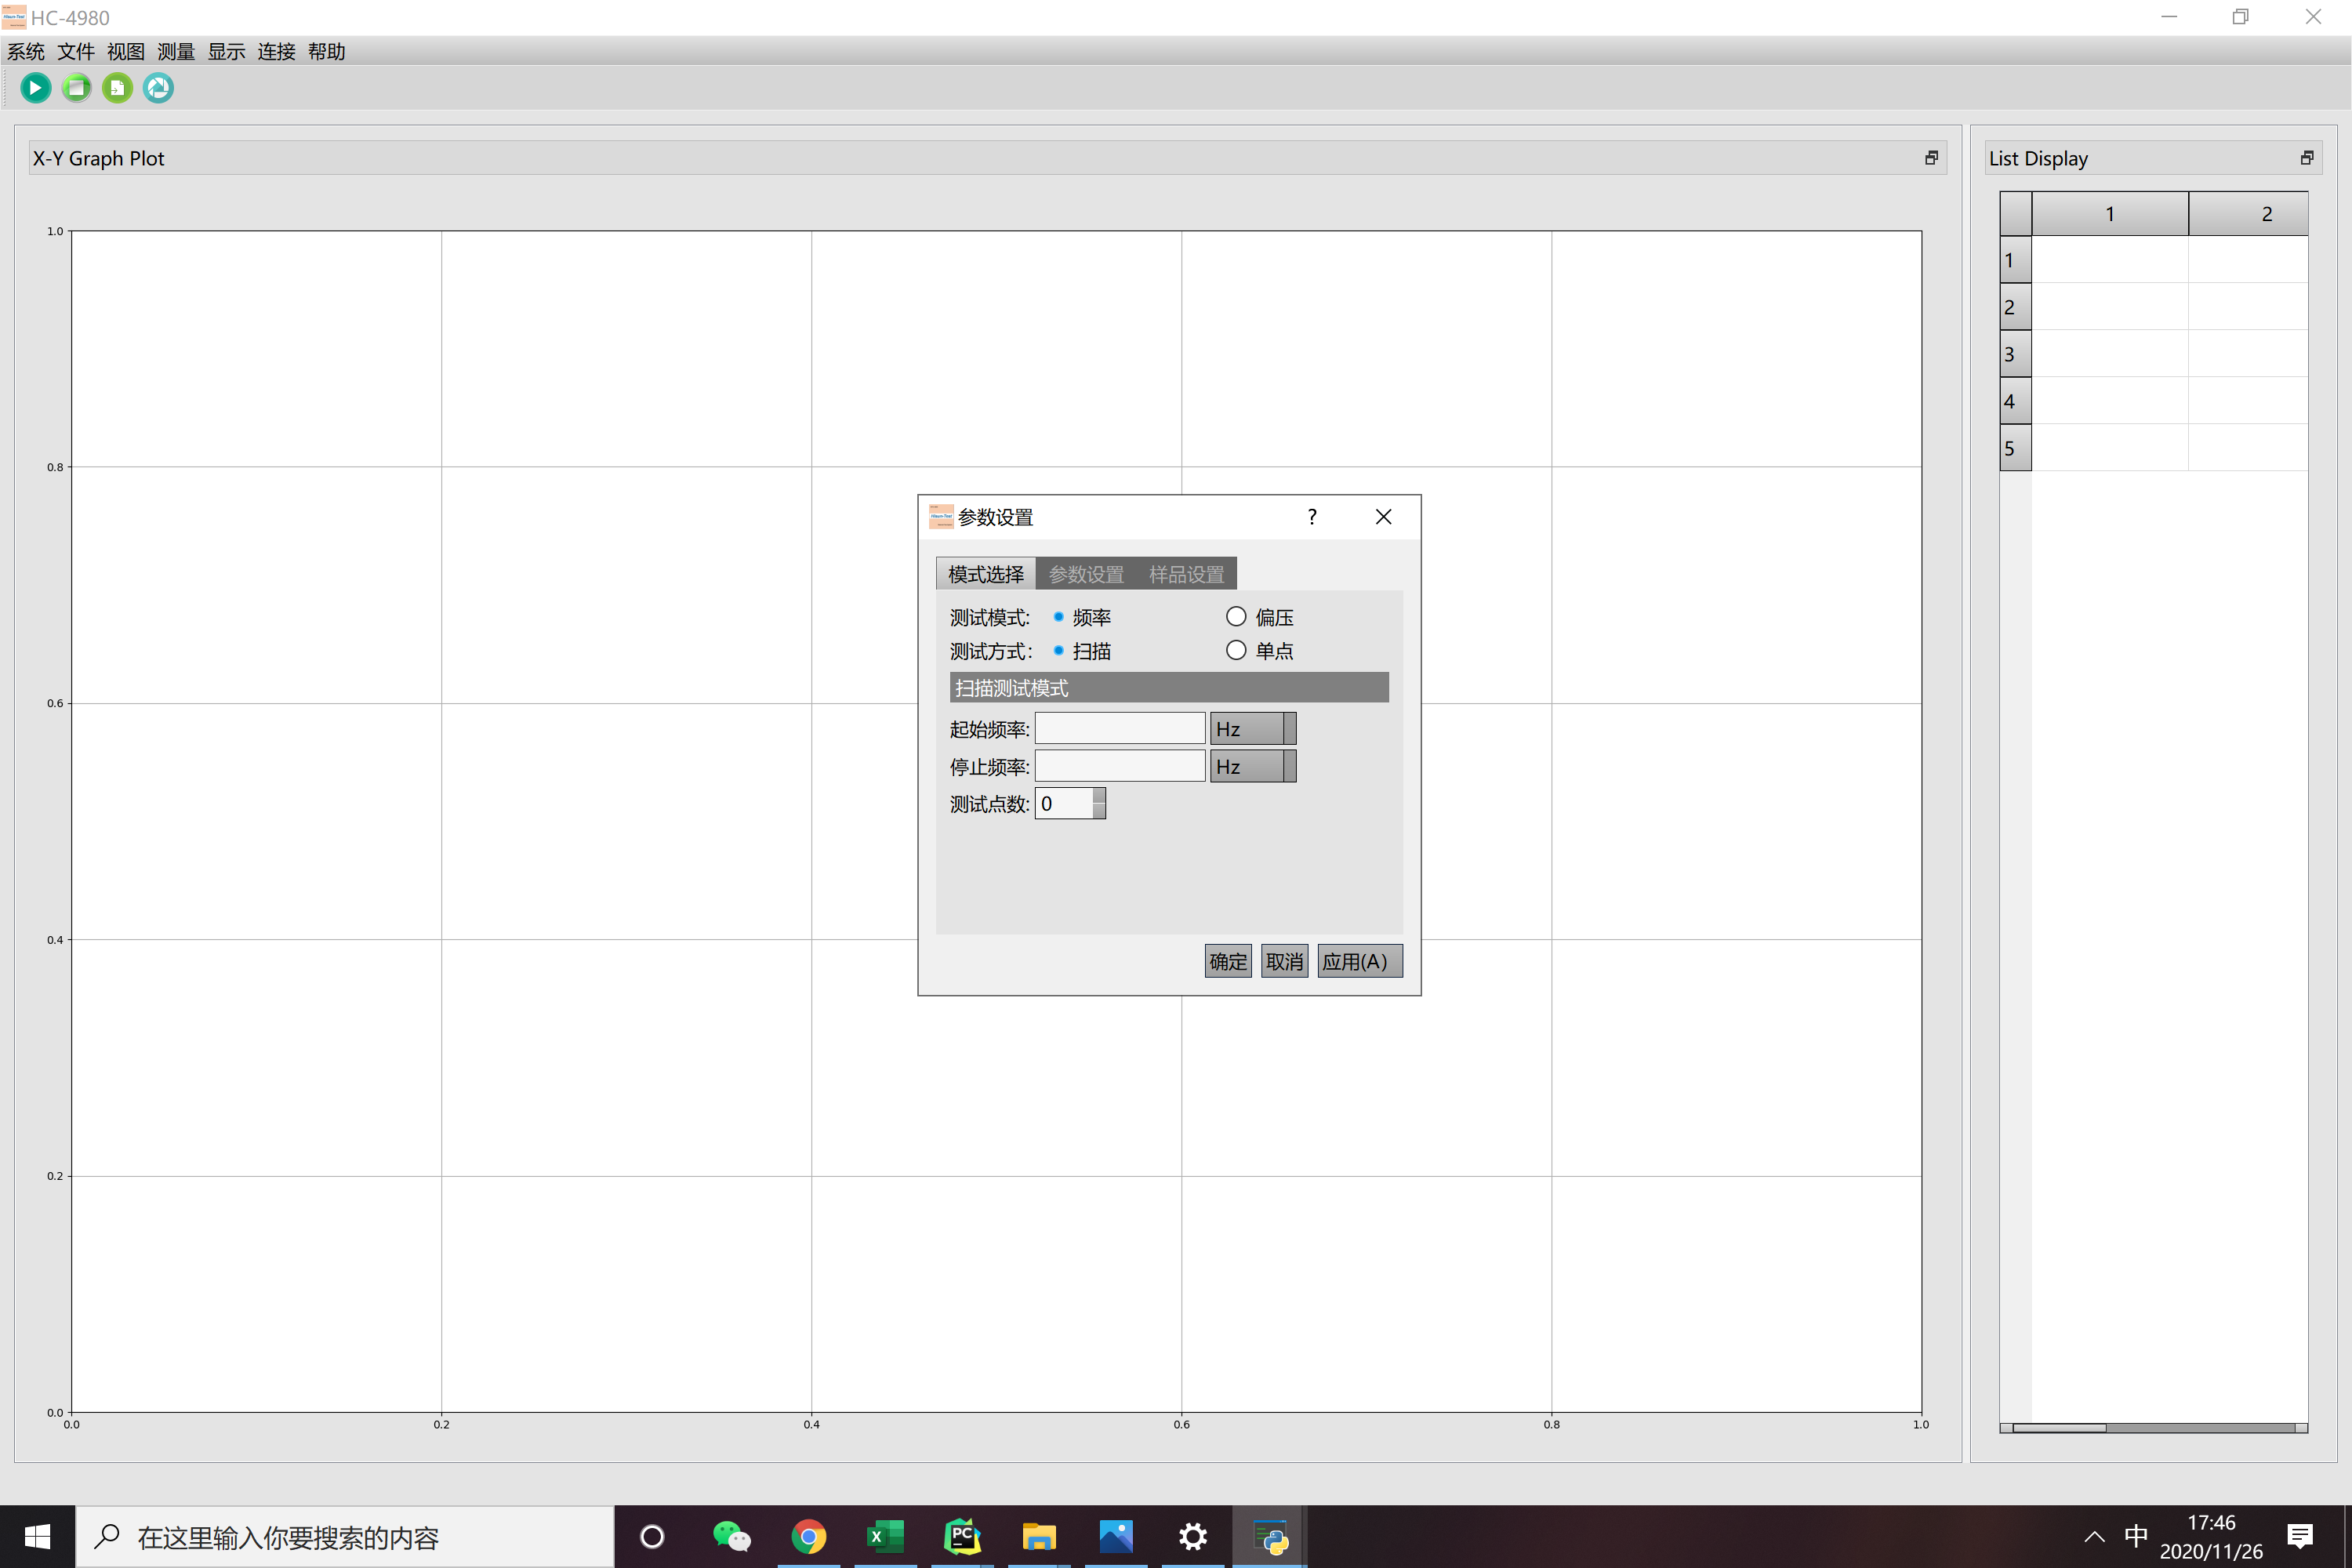 HC-4980
系统 文件 视图 测量 显示 连接 帮助
X-Y Graph Plot
List Display
1 2
1
2
3
4
5
1.0
0.8
0.6
0.4
0.2
0.0
0.0 0.2 0.4 0.6 0.8 1.0
参数设置 ?
模式选择 参数设置 样品设置
测试模式: 频率 偏压
测试方式: 扫描 单点
扫描测试模式
起始频率: Hz
停止频率: Hz
测试点数: 0
确定 取消 应用(A)
在这里输入你要搜索的内容
PC
中
17:46
2020/11/26